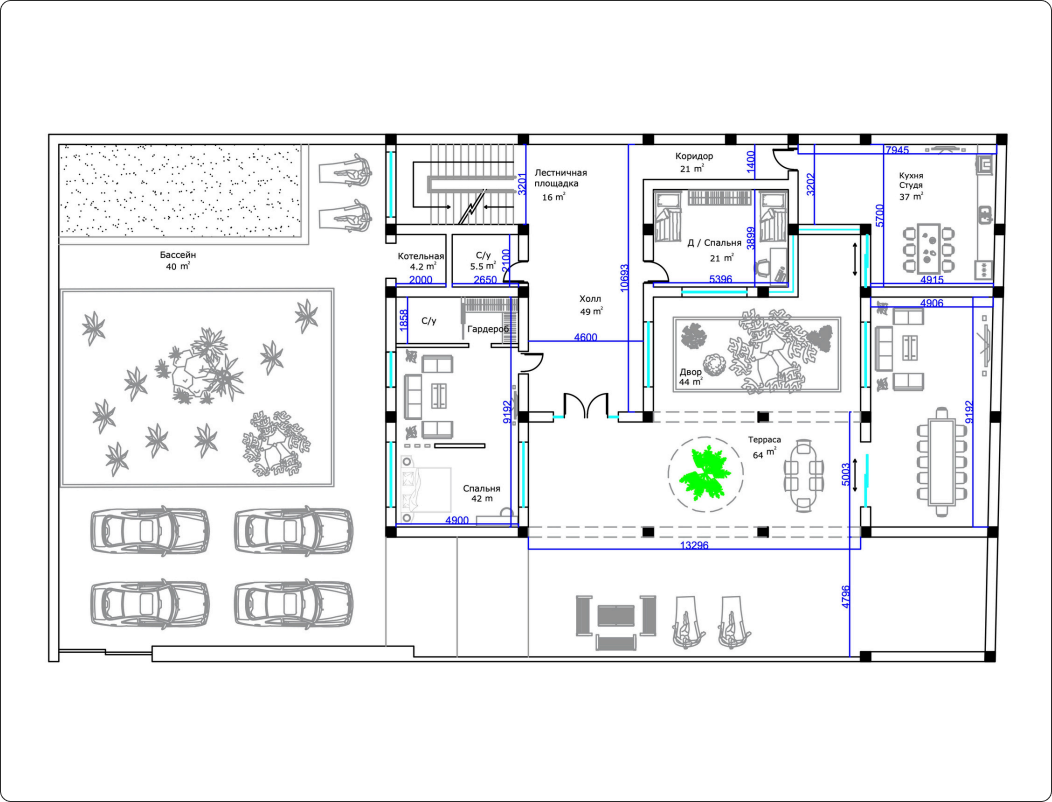 7945
Коридор
21 m²
1400
Лестничная
площадка
16 m²
3201
3202
Кухня
Студя
37 m²
5700
Бассейн
40 m²
Котельная
4.2 m²
2000
С/у
5.5 m²
2650
2100
Д / Спальня
21 m²
3899
5396
4915
10693
Холл
49 m²
4600
4906
1858
С/у
Гардероб
Двор
44 m²
9192
9192
Терраса
64 m²
5003
Спальня
42 m
4900
13296
4796